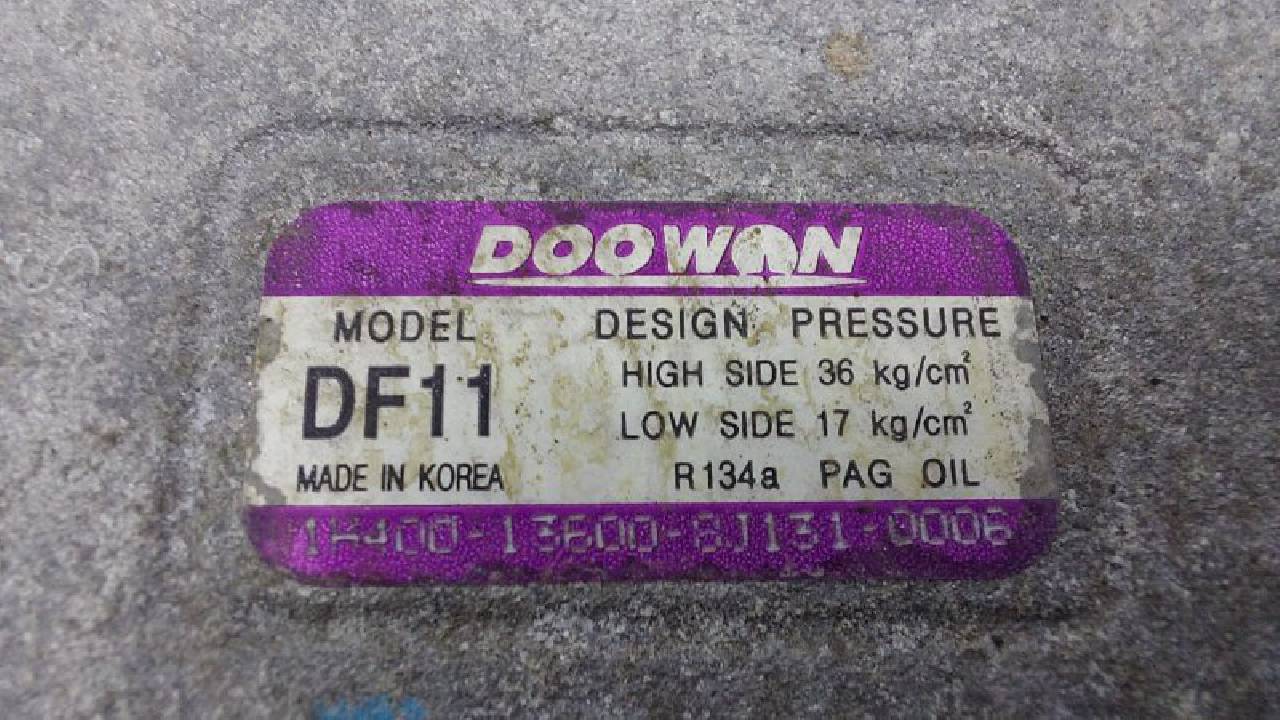 DOOWON
MODEL
DF11
MADE IN KOREA
DESIGN PRESSURE
HIGH SIDE 36 kg/cm²
LOW SIDE 17 kg/cm²
R134a PAG OIL